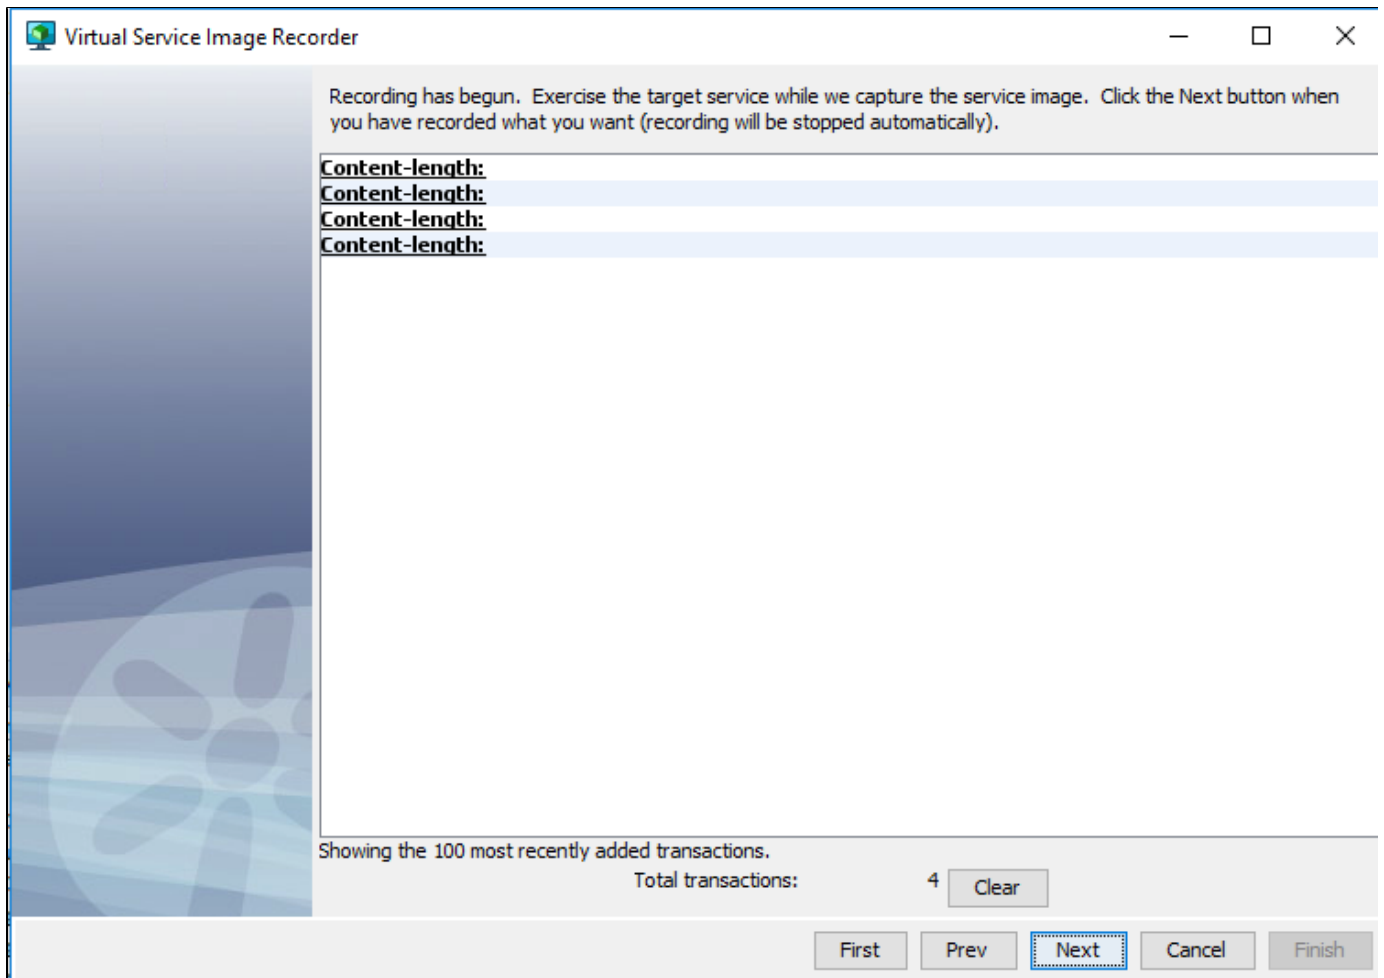 Virtual Service Image Recorder
Recording has begun.  Exercise the target service while we capture the service image.  Click the Next button when
you have recorded what you want (recording will be stopped automatically).
Content-length:
Content-length:
Content-length:
Content-length:
Showing the 100 most recently added transactions.
Total transactions: 4 Clear
First Prev Next Cancel Finish